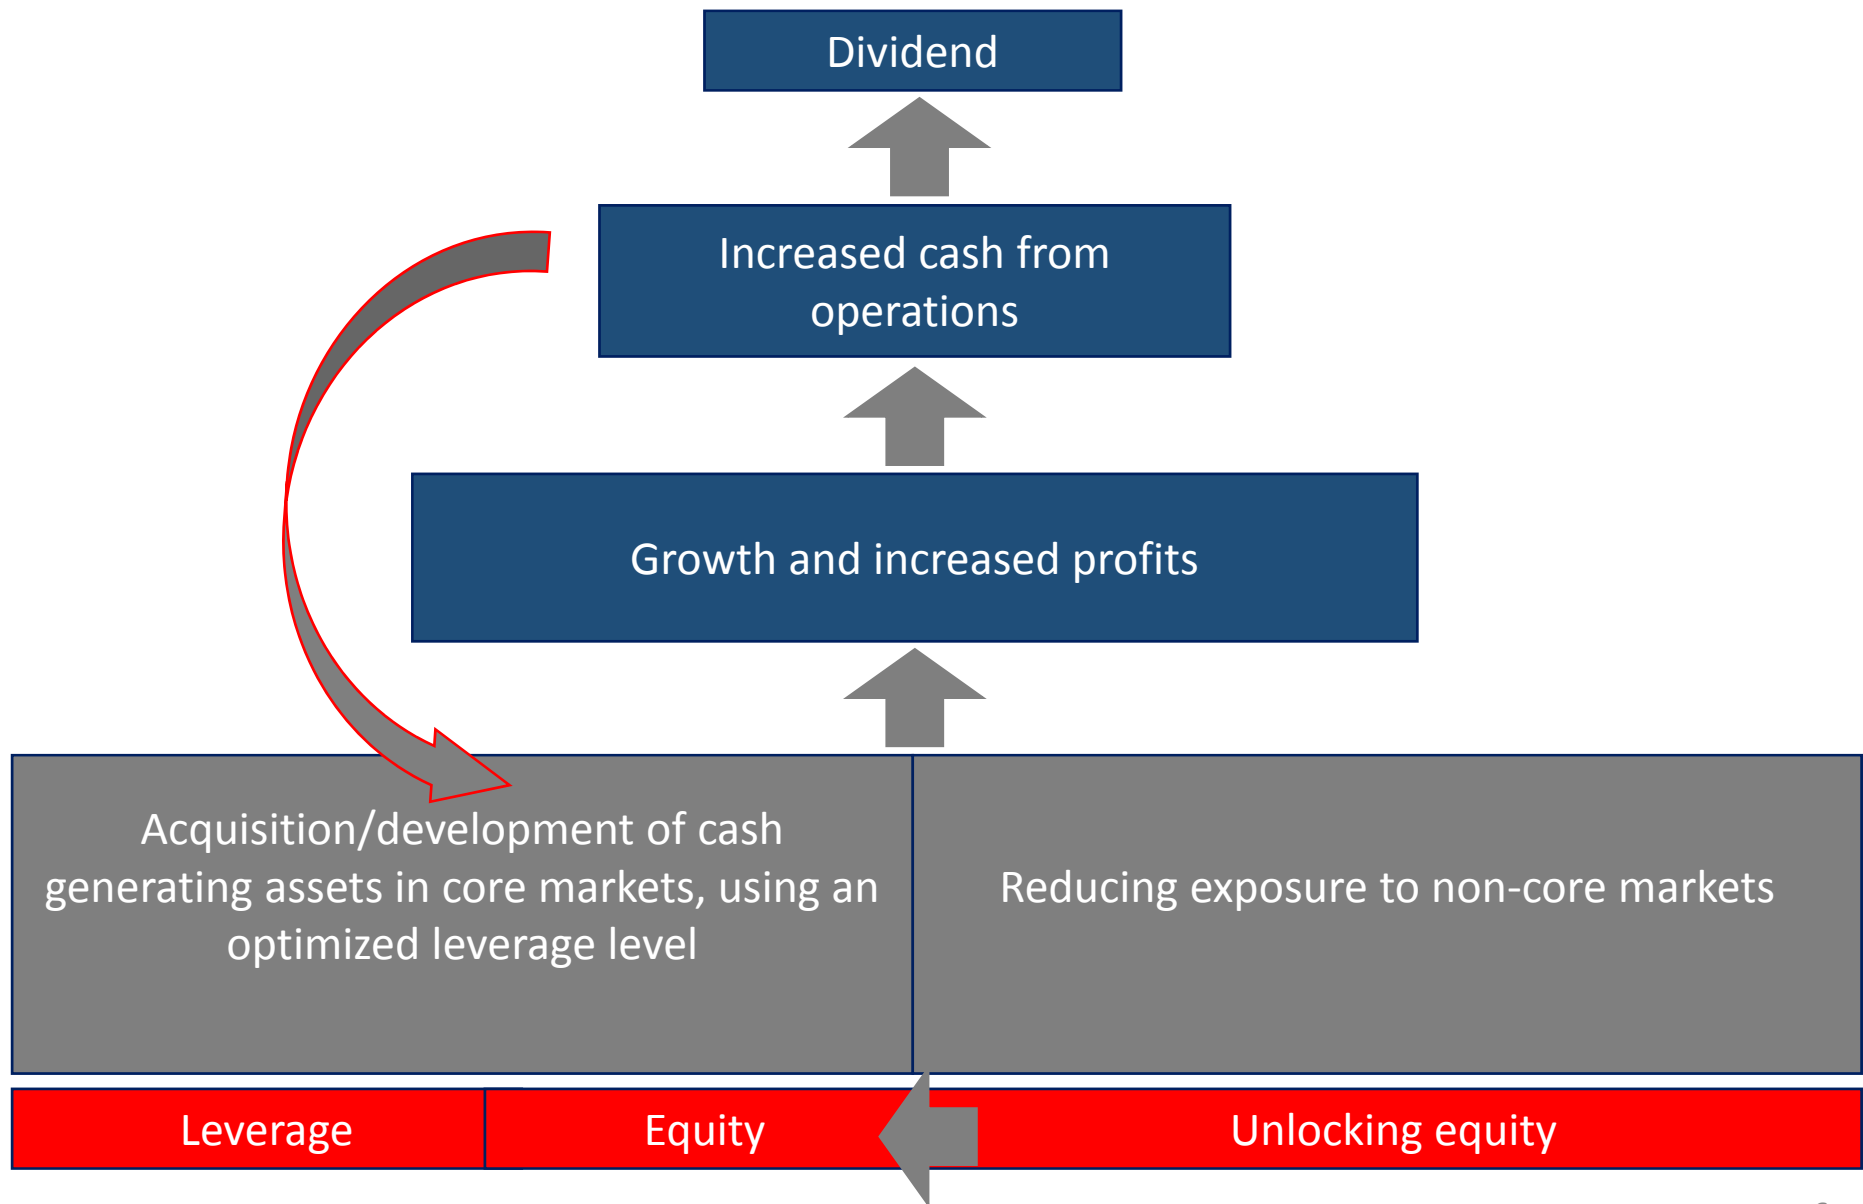 Dividend
Increased cash from
operations
Growth and increased profits
Acquisition/development of cash
generating assets in core markets, using an
optimized leverage level
Reducing exposure to non-core markets
Leverage
Equity
Unlocking equity